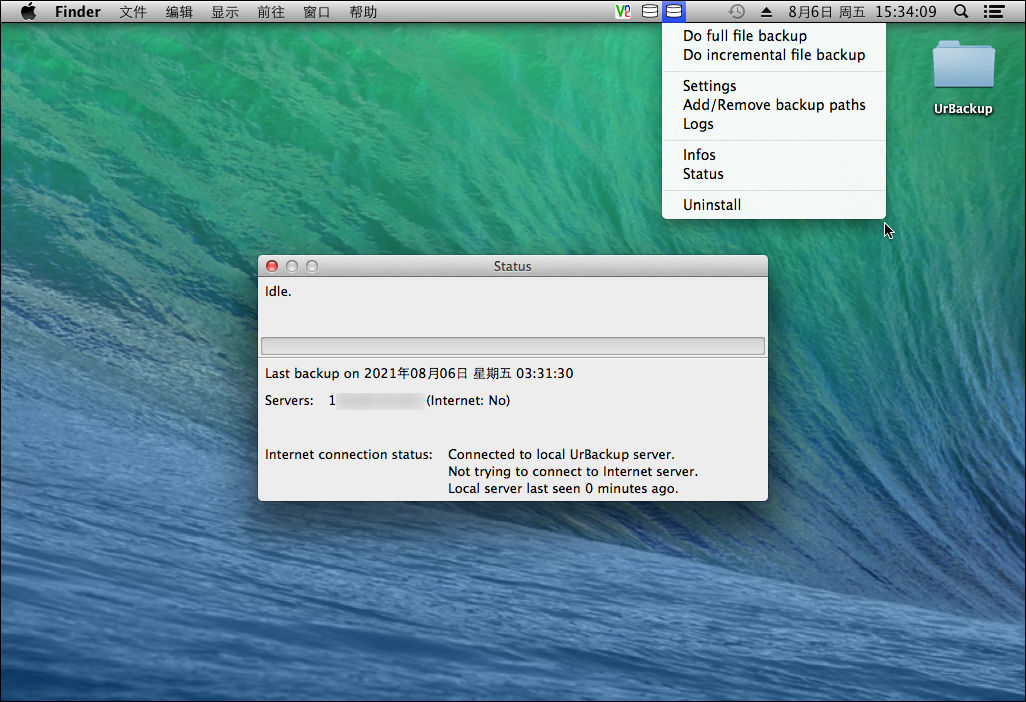 Finder 文件 编辑 显示 前往 窗口 帮助 8月6日 周五 15:34:09
Do full file backup
Do incremental file backup
Settings
Add/Remove backup paths
Logs
Infos
Status
Uninstall
UrBackup
Status
Idle.
Last backup on 2021年08月06日 星期五 03:31:30
Servers: 1 (Internet: No)
Internet connection status: Connected to local UrBackup server.
Not trying to connect to Internet server.
Local server last seen 0 minutes ago.